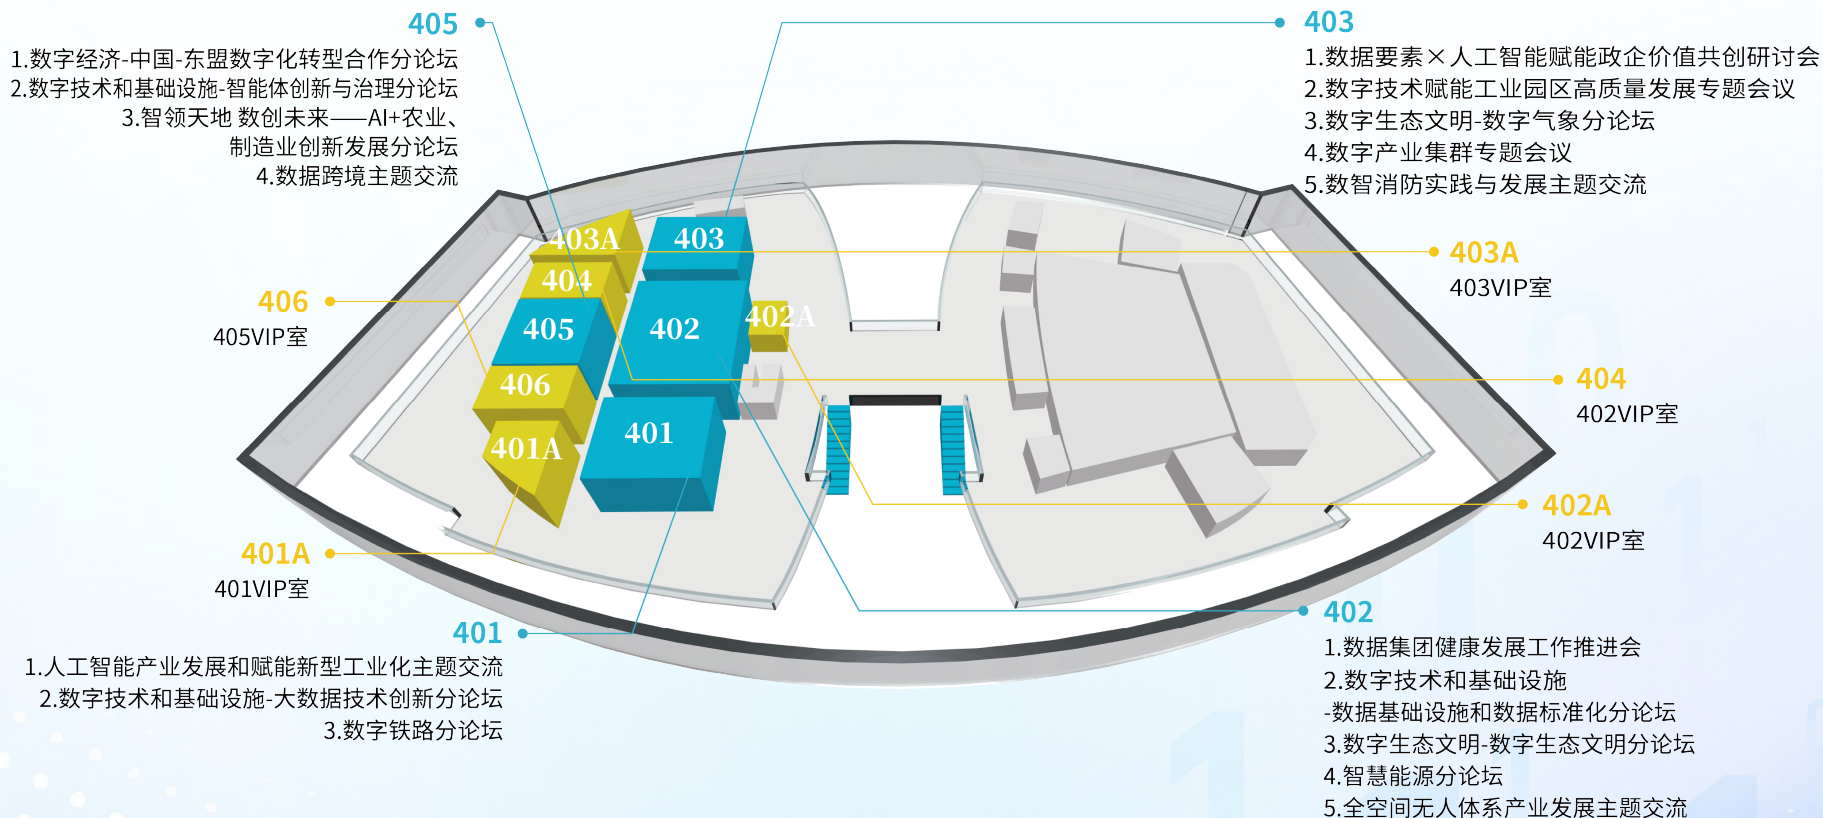 405
1.数字经济-中国-东盟数字化转型合作分论坛
2.数字技术和基础设施-智能体创新与治理分论坛
3.智领天地 数创未来——AI+农业、
制造业创新发展分论坛
4.数据跨境主题交流
403
1.数据要素×人工智能赋能政企价值共创研讨会
2.数字技术赋能工业园区高质量发展专题会议
3.数字生态文明-数字气象分论坛
4.数字产业集群专题会议
5.数智消防实践与发展主题交流
403A
403
404
405
402
402A
406
401
401A
403A
403VIP室
406
405VIP室
404
402VIP室
402A
402VIP室
401A
401VIP室
401
1.人工智能产业发展和赋能新型工业化主题交流
2.数字技术和基础设施-大数据技术创新分论坛
3.数字铁路分论坛
402
1.数据集团健康发展工作推进会
2.数字技术和基础设施
-数据基础设施和数据标准化分论坛
3.数字生态文明-数字生态文明分论坛
4.智慧能源分论坛
5.全空间无人体系产业发展主题交流